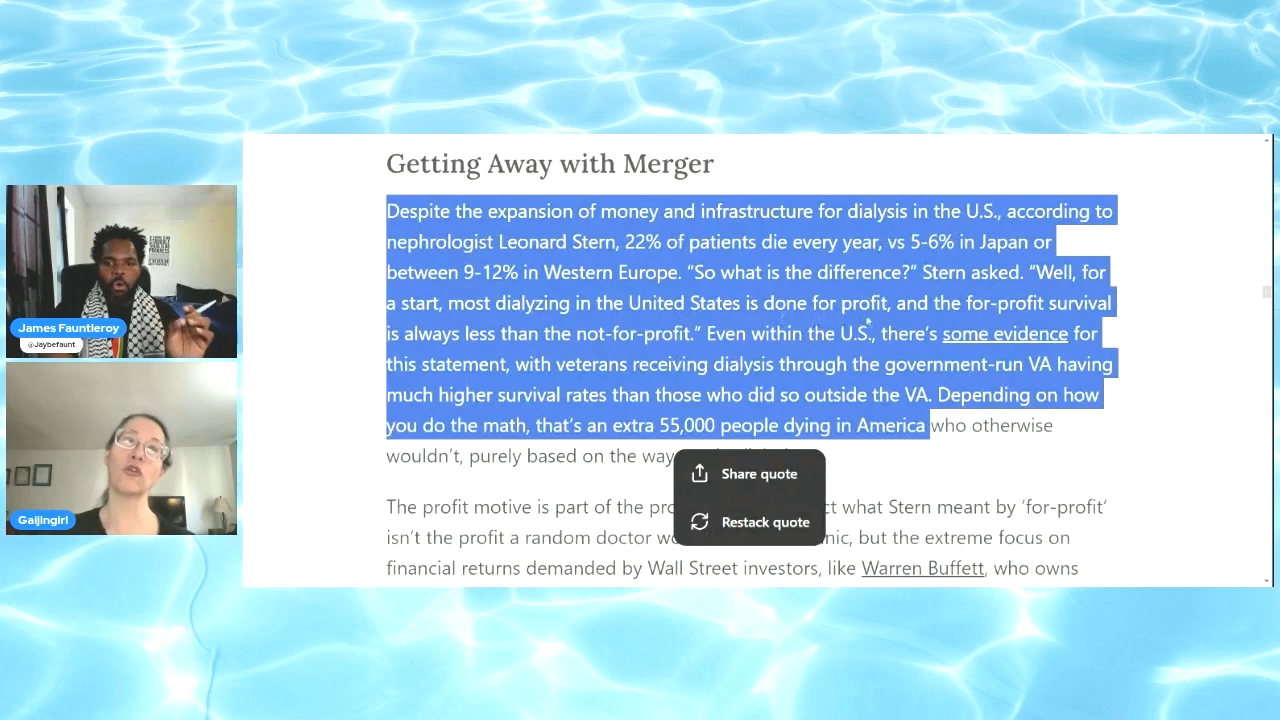 Getting Away with Merger
Despite the expansion of money and infrastructure for dialysis in the U.S., according to
nephrologist Leonard Stern, 22% of patients die every year, vs 5-6% in Japan or
between 9-12% in Western Europe. “So what is the difference?” Stern asked. “Well, for
a start, most dialyzing in the United States is done for profit, and the for-profit survival
is always less than the not-for-profit.” Even within the U.S., there’s some evidence for
this statement, with veterans receiving dialysis through the government-run VA having
much higher survival rates than those who did so outside the VA. Depending on how
you do the math, that’s an extra 55,000 people dying in America who otherwise
wouldn’t, purely based on the way
Share quote
Restack quote
The profit motive is part of the what Stern meant by ‘for-profit’
isn’t the profit a random doctor but the extreme focus on
financial returns demanded by Wall Street investors, like Warren Buffett, who owns
James Fauntleroy
@Jaybefaunt
Gaijingirl